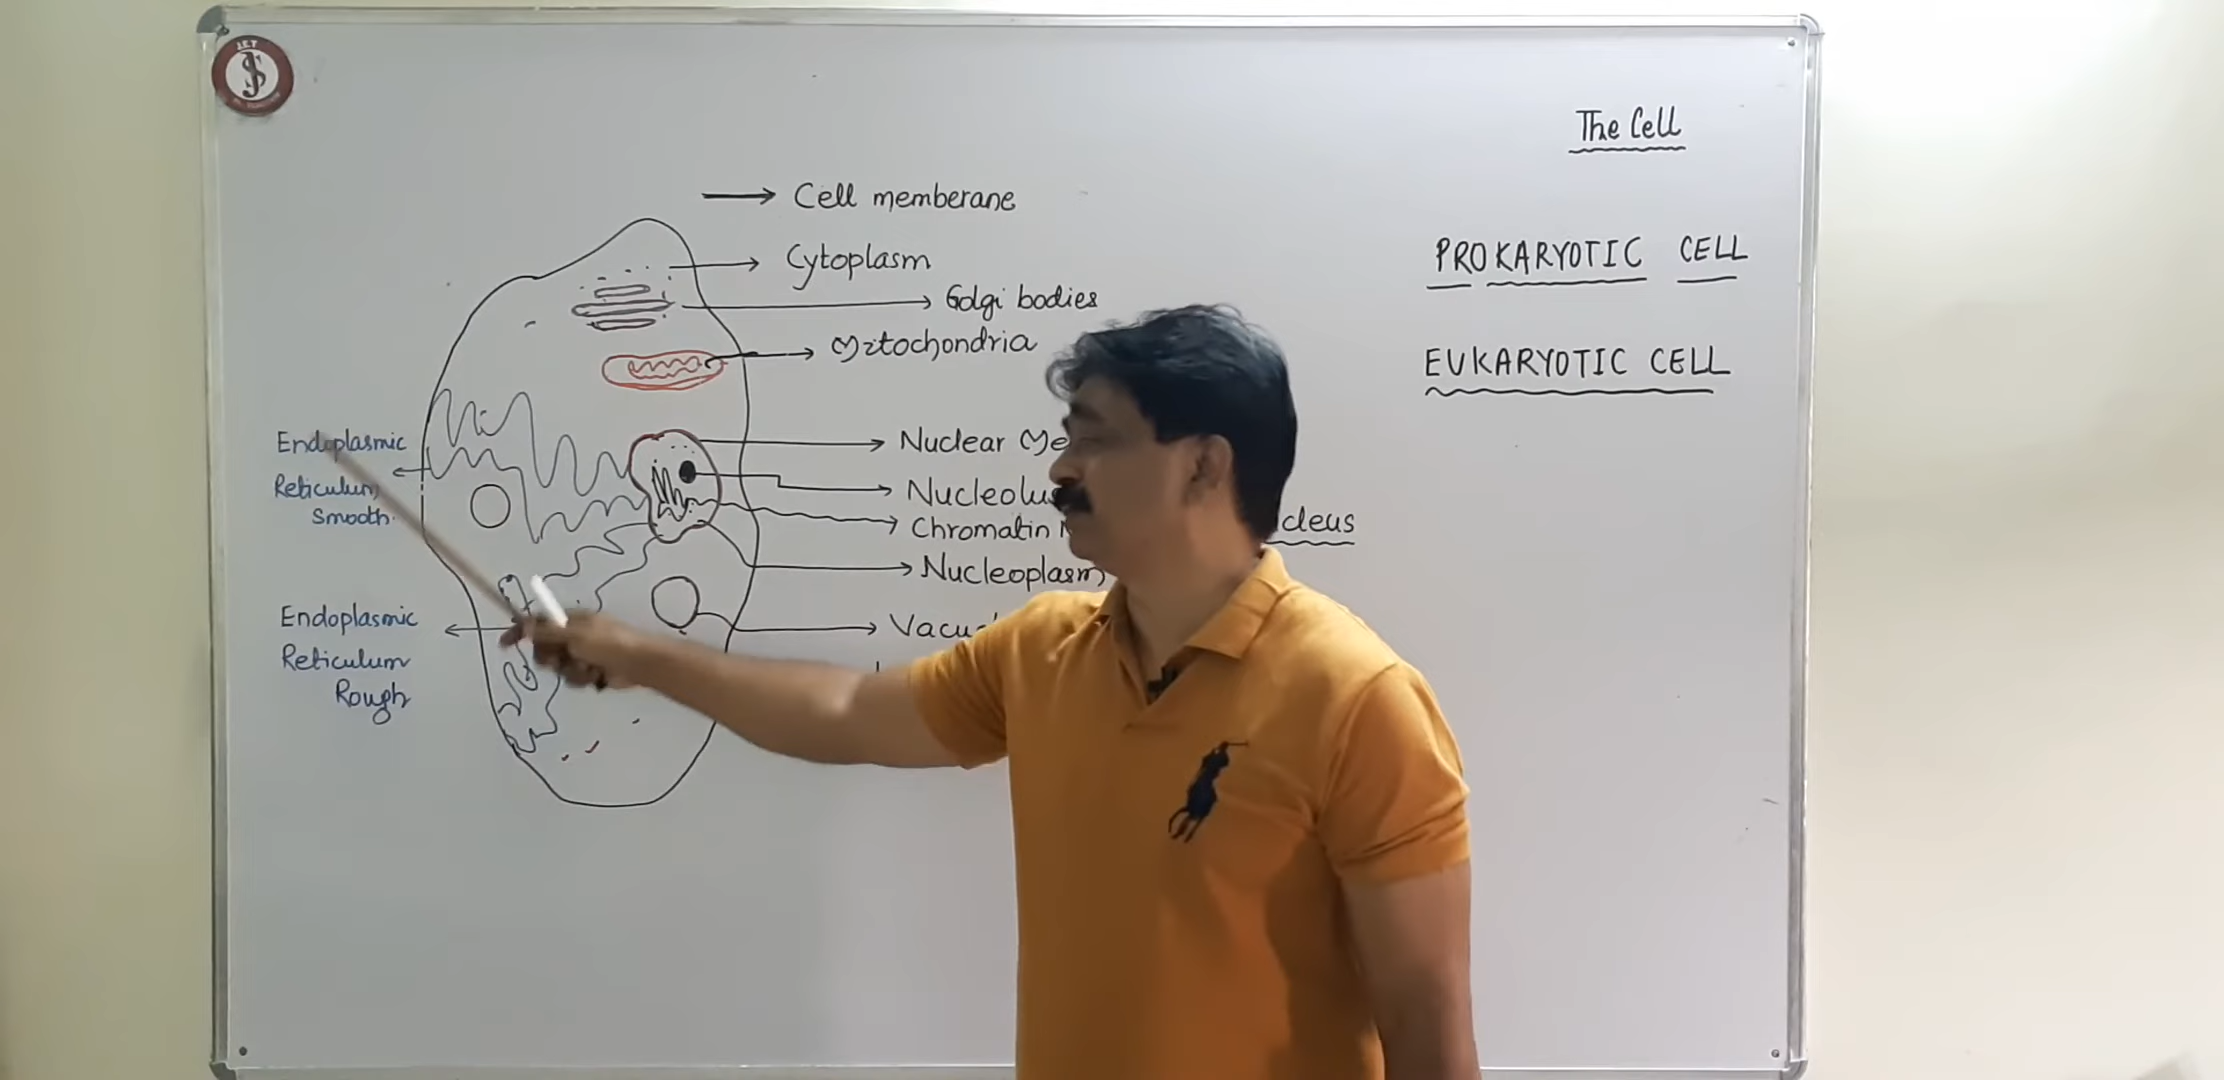 The Cell
Cell memberane
Cytoplasm
Golgi bodies
Mitochondria
Nuclear
Nucleolus
Chromatin
Nucleoplasm
Endoplasmic
Reticulum
Smooth
Endoplasmic
Reticulum
Rough
PROKARYOTIC CELL
EUKARYOTIC CELL